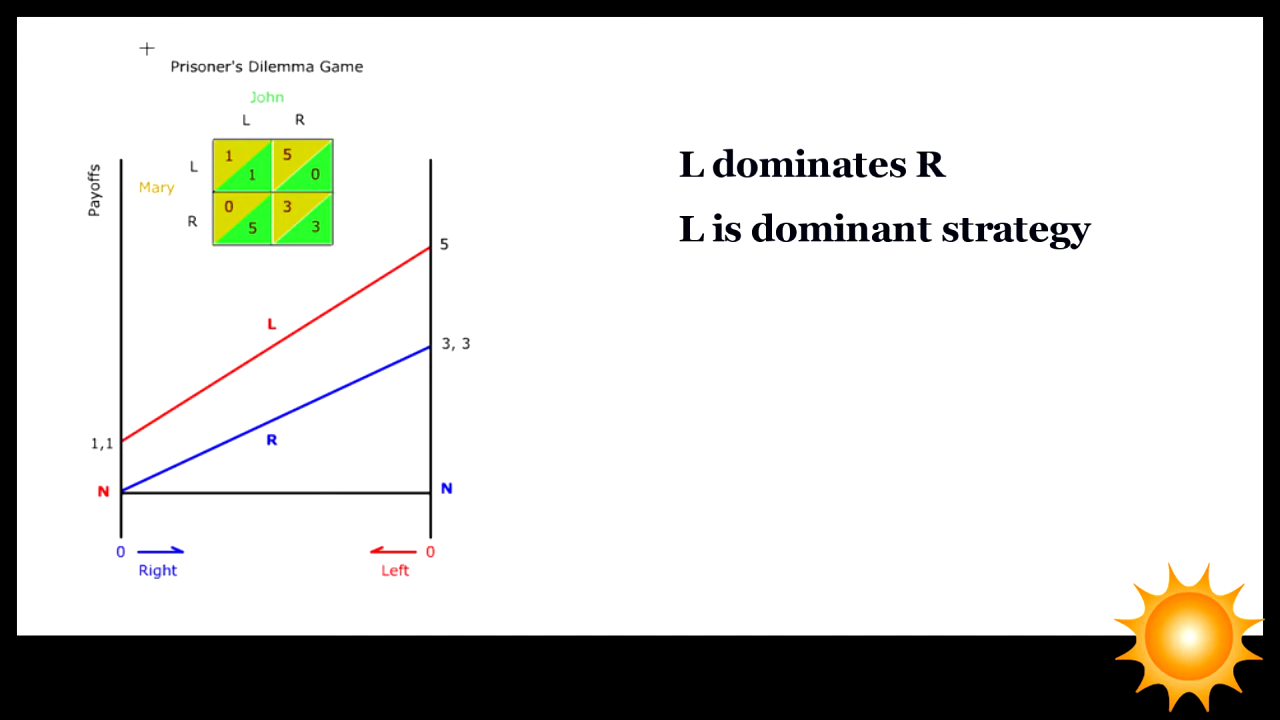 Prisoner's Dilemma Game
John
L R
L 1 5
1 0
Mary
R 0 3
5 3
Payoffs
L dominates R
L is dominant strategy
5
L
3, 3
R
1,1
N N
0 0
Right Left